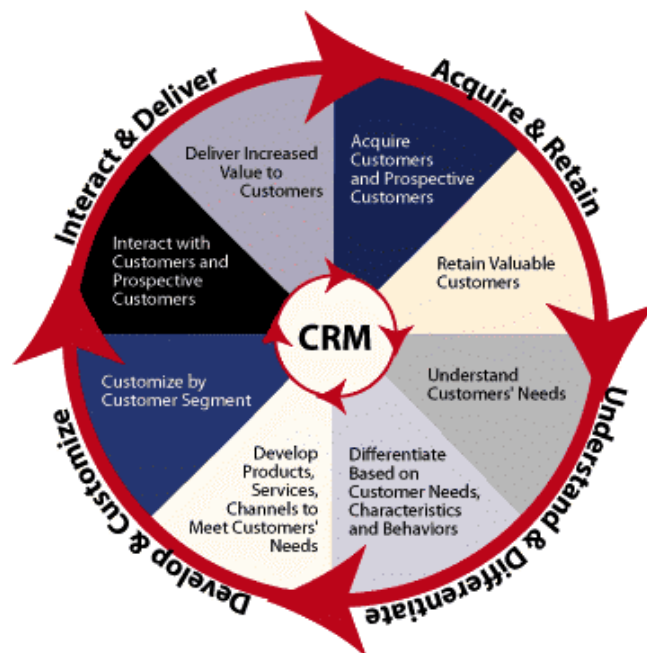 Interact & Deliver
Acquire & Retain
Deliver Increased
Value to
Customers
Acquire
Customers
and Prospective
Customers
Interact with
Customers and
Prospective
Customers
Retain Valuable
Customers
CRM
Customize by
Customer Segment
Understand
Customers' Needs
Develop
Products,
Services,
Channels to
Meet Customers'
Needs
Differentiate
Based on
Customer Needs,
Characteristics
and Behaviors
Develop & Customize
Understand & Differentiate